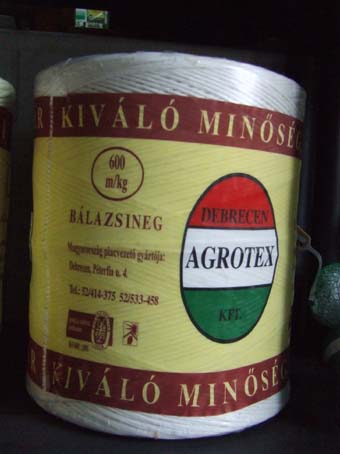 R KIVÁLÓ MINŐSÉG
600
m/kg
BÁLAZSINEG
Magyarország piacvezető gyártója:
Debrecen, Péterfia u. 4
Tel.: 52/414-375 52/533-458
DEBRECEN
AGROTEX
KFT.
KIVÁLÓ MINŐSÉG